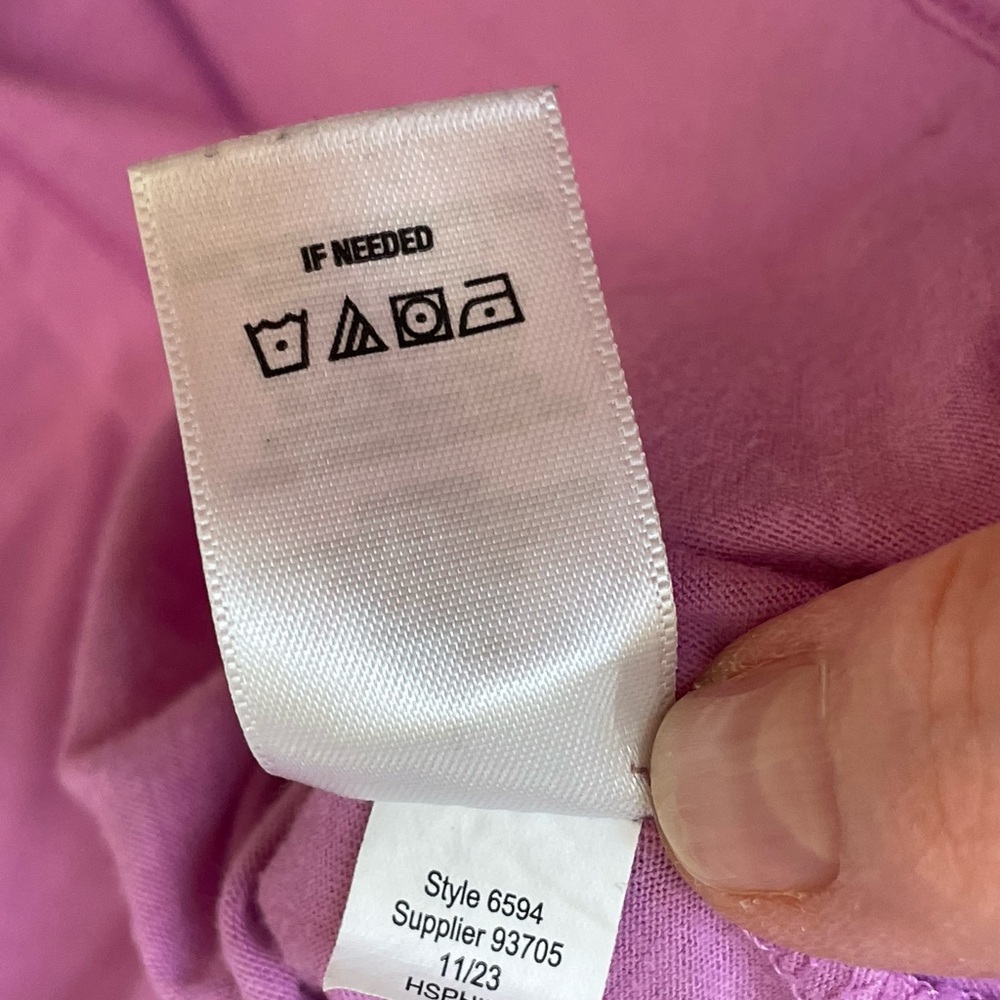 IF NEEDED
Style 6594
Supplier 93705
11/23